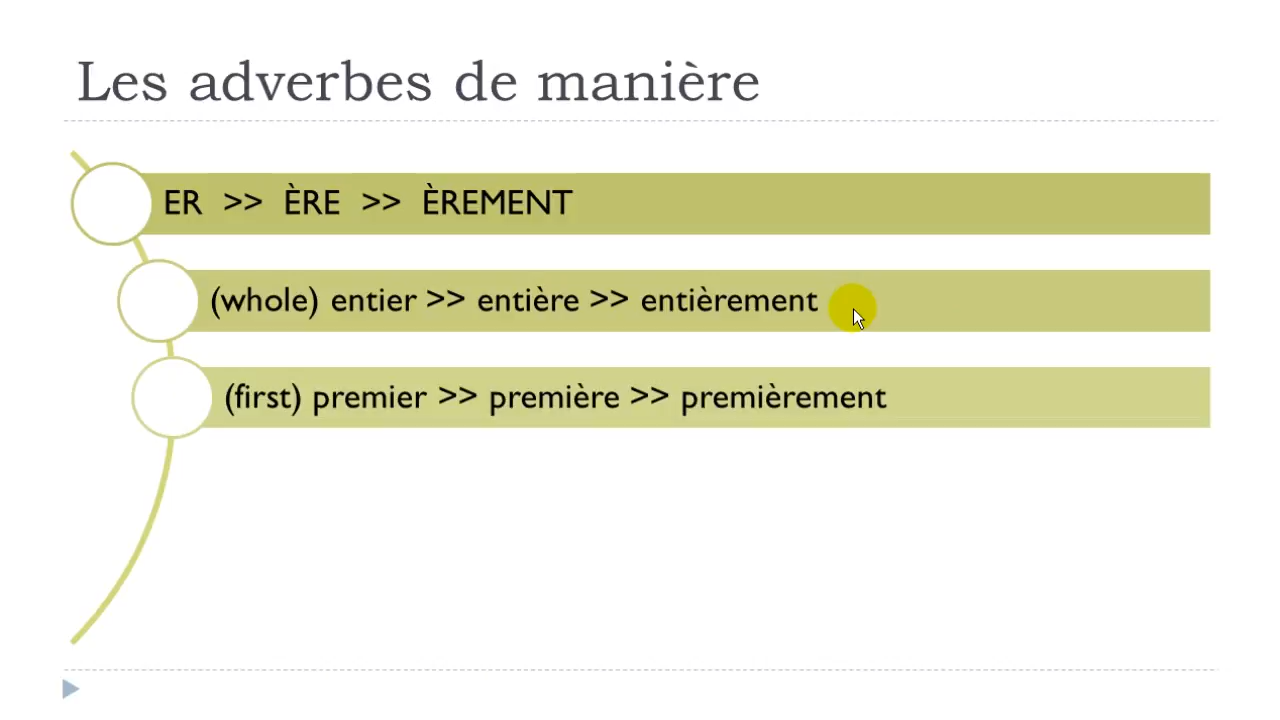 Les adverbes de manière
ER >> ÈRE >> ÈREMENT
(whole) entier >> entière >> entièrement
(first) premier >> première >> premièrement